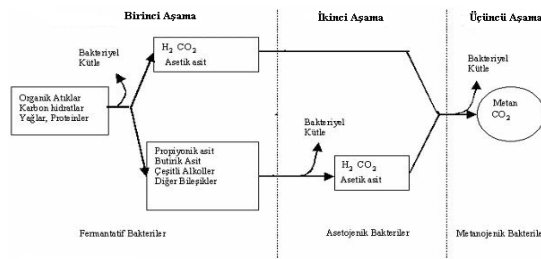 Birinci Aşama
İkinci Aşama
Üçüncü Aşama
Bakteriyel
Kütle
H₂ CO₂
Asetik asit
Bakteriyel
Kütle
Organik Atıklar
Karbon hidratlar
Yağlar, Proteinler
Metan
CO₂
Bakteriyel
Kütle
Propiyonik asit
Butirik Asit
Çeşitli Alkoller
Diğer Bileşikler
H₂ CO₂
Asetik asit
Fermantatif Bakteriler
Asetojenik Bakteriler
Metanojenik Bakteriler